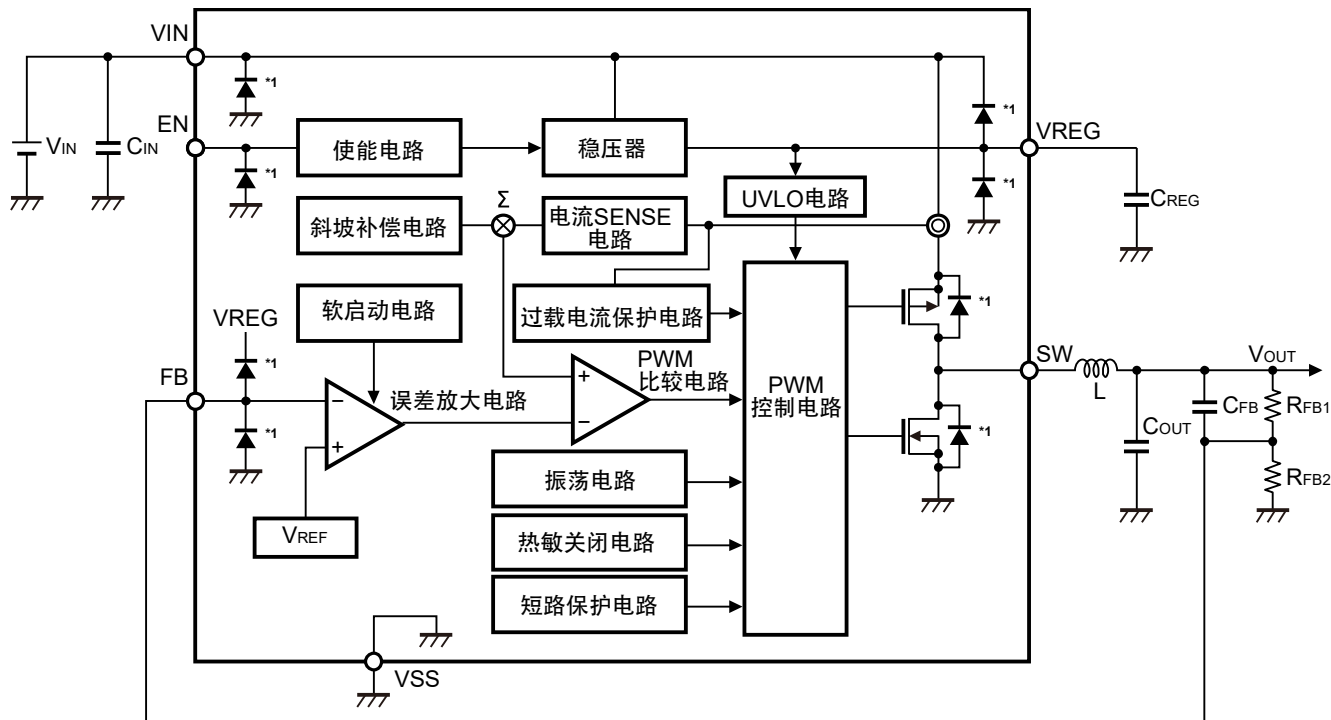 VIN
*1
*1
EN
VIN
CIN
使能电路
稳压器
VREG
*1
*1
UVLO电路
CREG
Σ
斜坡补偿电路
电流SENSE
电路
*1
软启动电路
过载电流保护电路
VREG
*1
FB
PWM
比较电路
SW
L
VOUT
+
−
−
+
误差放大电路
PWM
控制电路
*1
*1
COUT
CFB
RFB1
RFB2
振荡电路
VREF
热敏关闭电路
短路保护电路
VSS